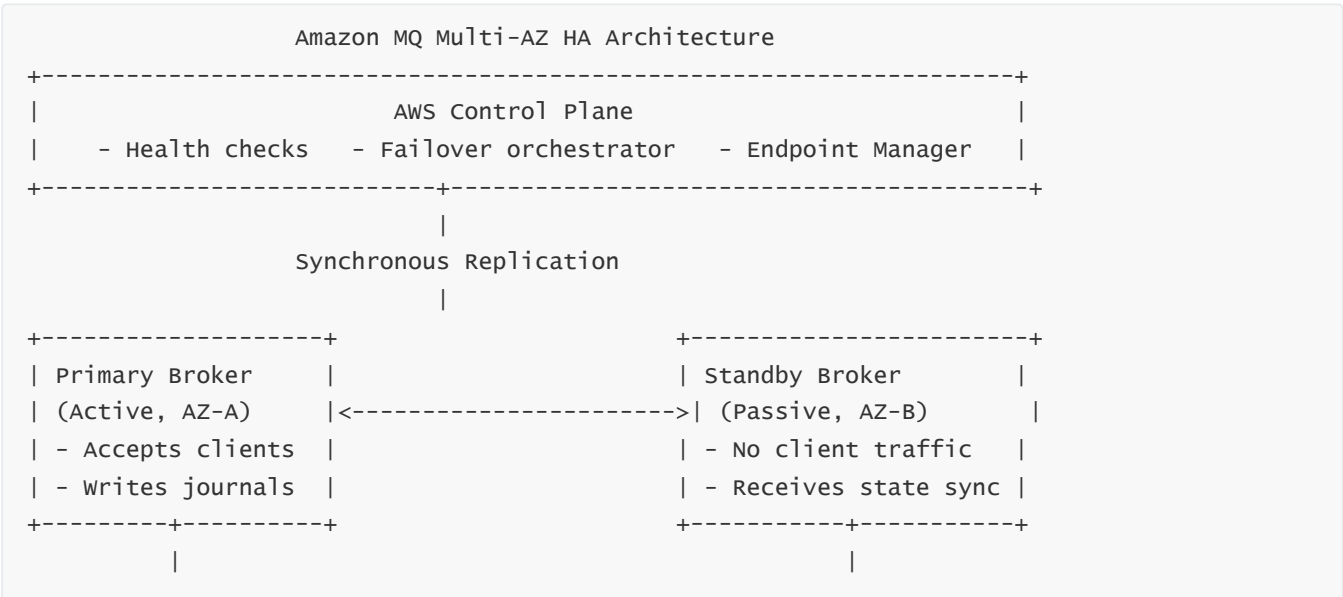 Amazon MQ Multi-AZ HA Architecture
+---------------------------------------------------------------------+
|                         AWS Control Plane                           |
|    - Health checks   - Failover orchestrator   - Endpoint Manager   |
+----------------------------+-----------------------------------------+
                             |
                   Synchronous Replication
                             |
+---------------------+                        +------------------------+
| Primary Broker      |                        | Standby Broker         |
| (Active, AZ-A)      |<---------------------->| (Passive, AZ-B)         |
| - Accepts clients   |                        | - No client traffic    |
| - Writes journals   |                        | - Receives state sync |
+---------+-----------+                        +-----------+------------+
          |                                                |